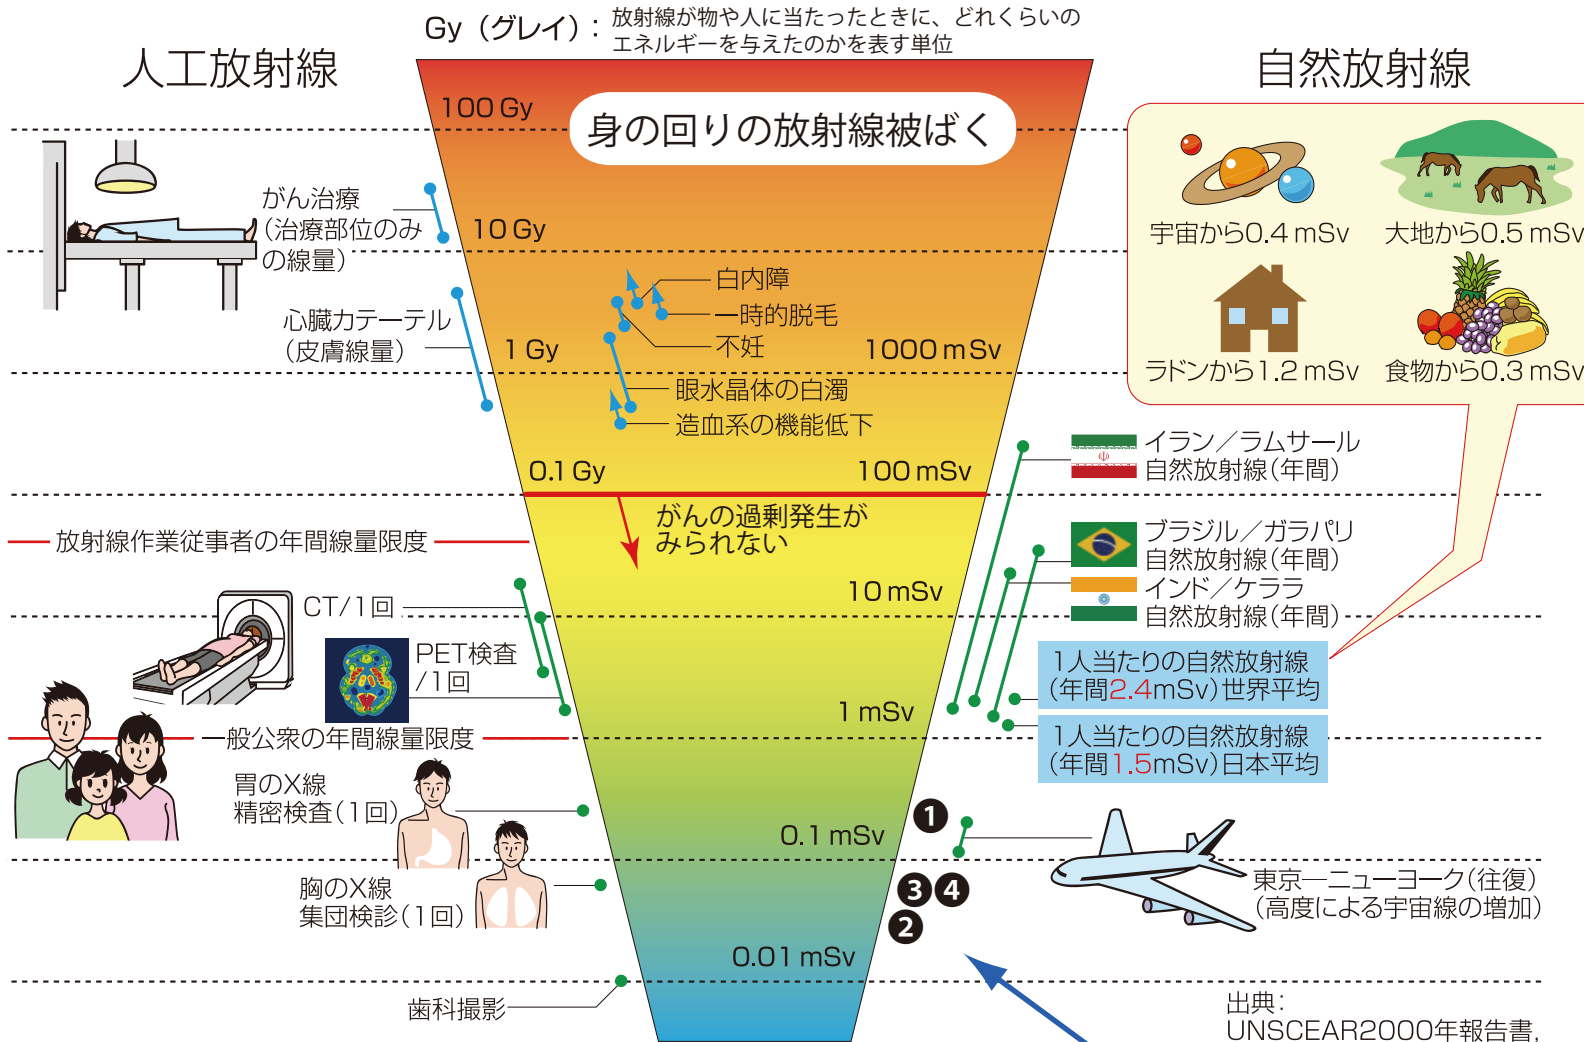 Gy（グレイ）：放射線が物や人に当たったときに、どれくらいの
エネルギーを与えたのかを表す単位
人工放射線
自然放射線
身の回りの放射線被ばく
100 Gy
がん治療
（治療部位のみ
の線量）
10 Gy
心臓カテーテル
（皮膚線量）
白内障
一時的脱毛
不妊
1 Gy
1000 mSv
眼水晶体の白濁
造血系の機能低下
宇宙から0.4 mSv
大地から0.5 mSv
ラドンから1.2 mSv
食物から0.3 mSv
イラン／ラムサール
自然放射線（年間）
0.1 Gy
100 mSv
がんの過剰発生が
みられない
放射線作業従事者の年間線量限度
ブラジル／ガラパリ
自然放射線（年間）
インド／ケララ
自然放射線（年間）
CT/1回
10 mSv
PET検査
/1回
1人当たりの自然放射線
（年間2.4mSv）世界平均
1 mSv
一般公衆の年間線量限度
1人当たりの自然放射線
（年間1.5mSv）日本平均
胃のX線
精密検査（1回）
0.1 mSv
❶
胸のX線
集団検診（1回）
❸❹
❷
東京―ニューヨーク（往復）
（高度による宇宙線の増加）
0.01 mSv
歯科撮影
出典：
UNSCEAR2000年報告書，